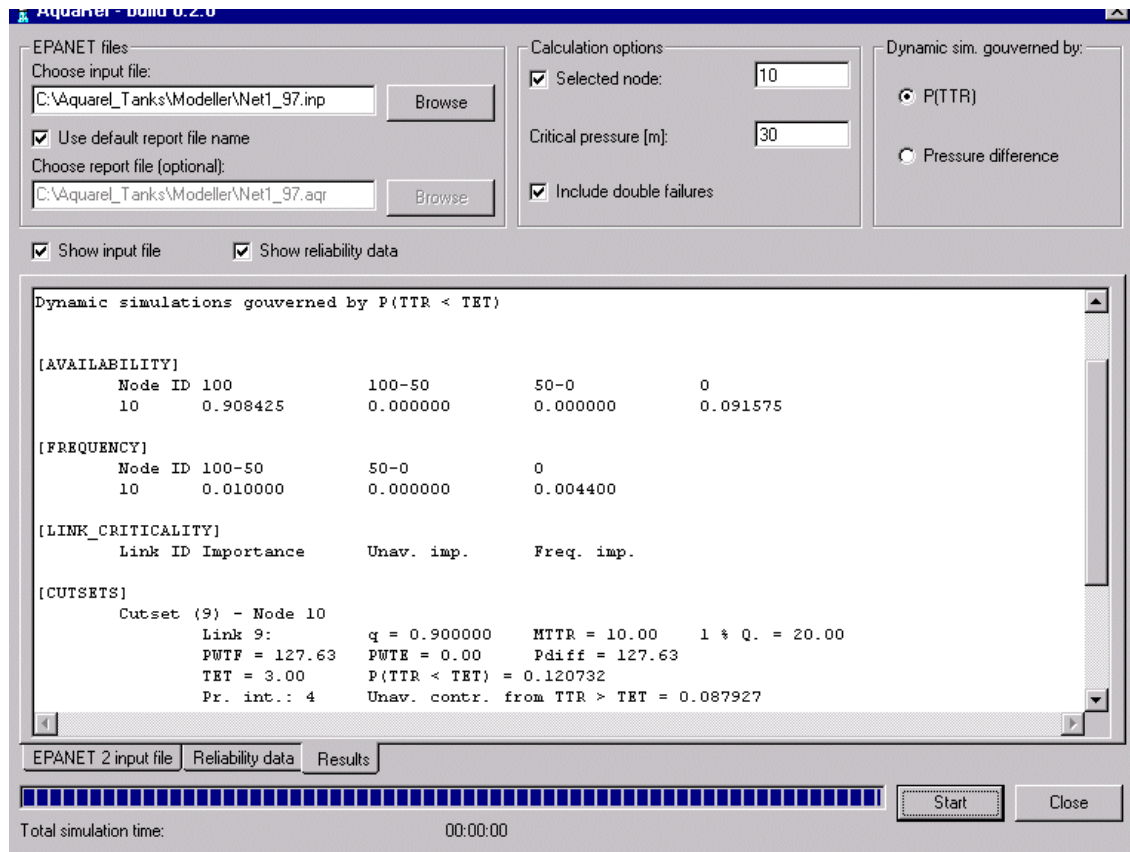 AquaRel - Build 0.2.0
EPANET files
Choose input file:
C:\Aquarel_Tanks\Modeller\Net1_97.inp
Browse
Use default report file name
Choose report file (optional):
C:\Aquarel_Tanks\Modeller\Net1_97.aqr
Browse
Calculation options
Selected node: 10
Critical pressure [m]: 30
Include double failures
Dynamic sim. gouverned by:
P(TTR)
Pressure difference
Show input file Show reliability data
Dynamic simulations gouverned by P(TTR < TET)
[AVAILABILITY]
Node ID 100 100-50 50-0 0
10 0.908425 0.000000 0.000000 0.091575
[FREQUENCY]
Node ID 100-50 50-0 0
10 0.010000 0.000000 0.004400
[LINK_CRITICALITY]
Link ID Importance Unav. imp. Freq. imp.
[CUTSETS]
Cutset (9) - Node 10
Link 9: q = 0.900000 MTTR = 10.00 1 % Q. = 20.00
PWTF = 127.63 PWTE = 0.00 Pdiff = 127.63
TET = 3.00 P(TTR < TET) = 0.120732
Pr. int.: 4 Unav. contr. from TTR > TET = 0.087927
EPANET 2 input file Reliability data Results
Start Close
Total simulation time: 00:00:00